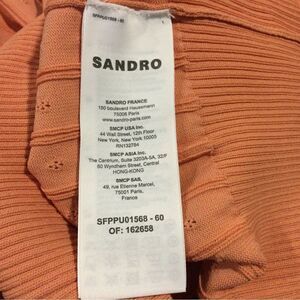 SFPPU01568 - 60
SANDRO
SANDRO FRANCE
150 boulevard Haussmann
75008 Paris
www.sandro-paris.com
SMCP USA Inc.
44 Wall Street, 12th Floor
New York, New York 10005
RN132784
SMCP ASIA Inc.
The Centrium, Suite 3203A-5A, 32/F
60 Wyndham Street, Central
HONG-KONG
SMCP SAS,
49, rue Etienne Marcel,
75001 Paris,
France
SFPPU01568 - 60
OF: 162658